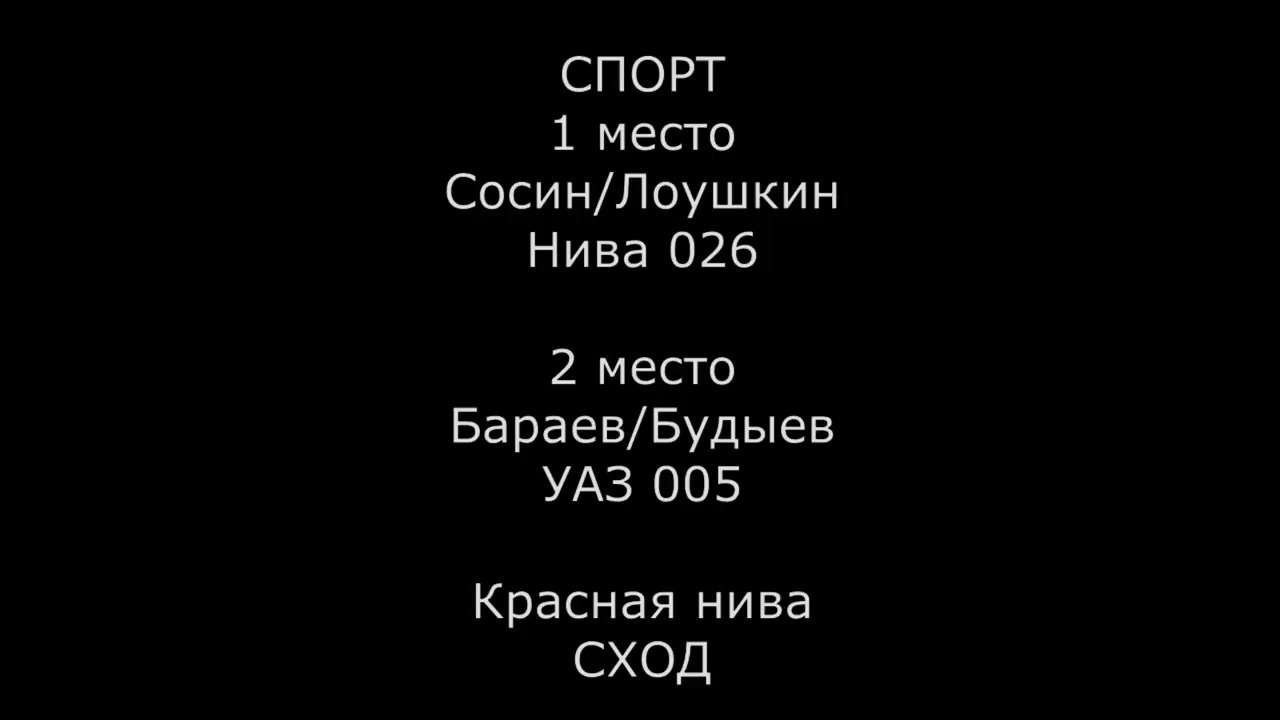 СПОРТ
1 место
Сосин/Лоушкин
Нива 026
2 место
Бараев/Будыев
УАЗ 005
Красная нива
СХОД